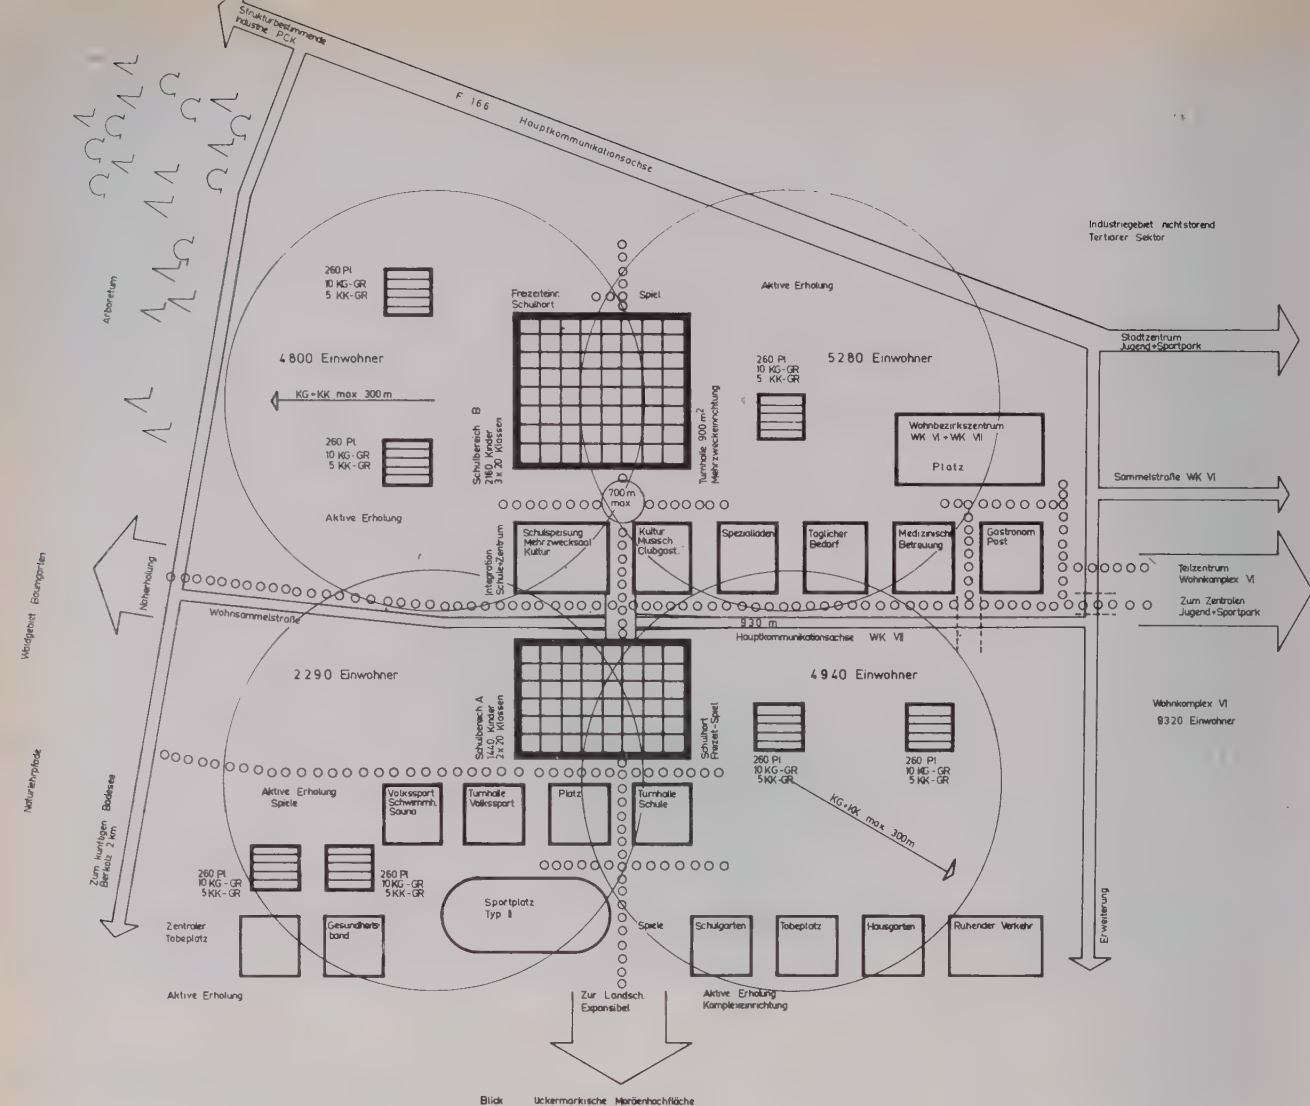 Strukturbestimmende
Industrie PCK
F 166
Hauptkommunikationsachse
Industriegebiet nichtstorend
Tertiärer Sektor
Arboretum
260 Pl
10 KG-GR
5 KK-GR
Freizeiteinr.
Schulhort
Spiel
Aktive Erholung
Stadtzentrum
Jugend+Sportpark
4800 Einwohner
5280 Einwohner
260 Pl
10 KG-GR
5 KK-GR
KG+KK max 300m
Schulbereich B
2160 Kinder
3 x 20 Klassen
Turnhalle 900 m²
Mehrzweckeinrichtung
Wohnbezirkszentrum
WK VI + WK VII
Platz
260 Pl
10 KG-GR
5 KK-GR
Sammelstraße WK VI
Aktive Erholung
700 m
max
Integration
Schule+Zentrum
Schulspeisung
Mehrzwecksaal
Kultur
Kultur
Musisch
Clubgast.
Spezialläden
Täglicher
Bedarf
Medizinische
Betreuung
Gastronom
Post
Waldgebiet Baumgarten
Naherholung
Teilzentrum
Wohnkomplex VI
Zum Zentralen
Jugend+Sportpark
Wohnsammelstraße
930 m
Hauptkommunikationsachse WK VII
2290 Einwohner
4940 Einwohner
Schulbereich A
1440 Kinder
2 x 20 Klassen
Schulhort
Freizeit-Spiel
Wohnkomplex VI
9320 Einwohner
260 Pl
10 KG-GR
5 KK-GR
260 Pl
10 KG-GR
5 KK-GR
Naturlehrpfade
Zum künftigen Badesee
Berkolz 2 km
Aktive Erholung
Spiele
Volkssport
Schwimmh.
Sauna
Turnhalle
Volkssport
Platz
Turnhalle
Schule
KG+KK max 300m
260 Pl
10 KG-GR
5 KK-GR
260 Pl
10 KG-GR
5 KK-GR
Zentraler
Tobeplatz
Gesundheits-
band
Sportplatz
Typ II
Spiele
Schulgarten
Tobeplatz
Hausgarten
Ruhender Verkehr
Erweiterung
Aktive Erholung
Zur Landsch.
Expansibel
Aktive Erholung
Komplexeinrichtung
Blick Uckermärkische Moränenhochfläche